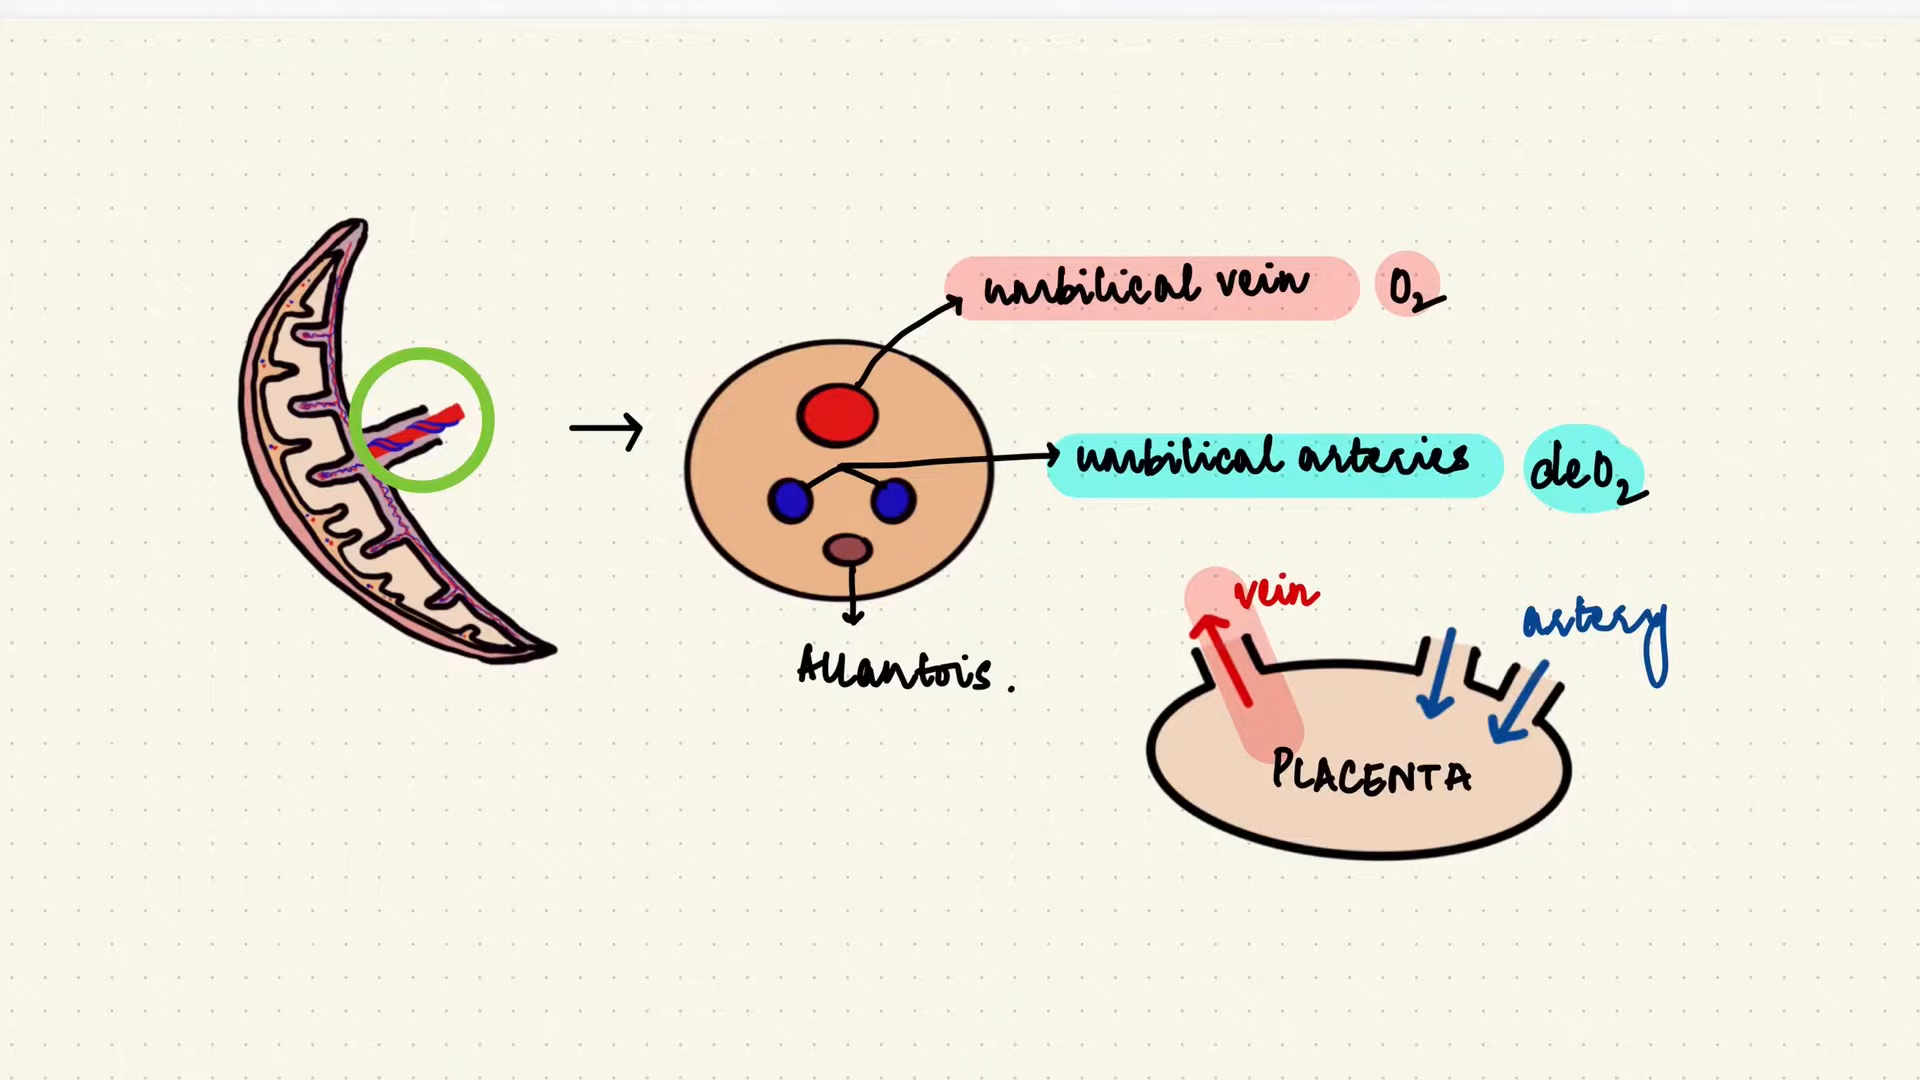 umbilical vein O2
umbilical arteries deO2
vein
artery
Allantois.
PLACENTA